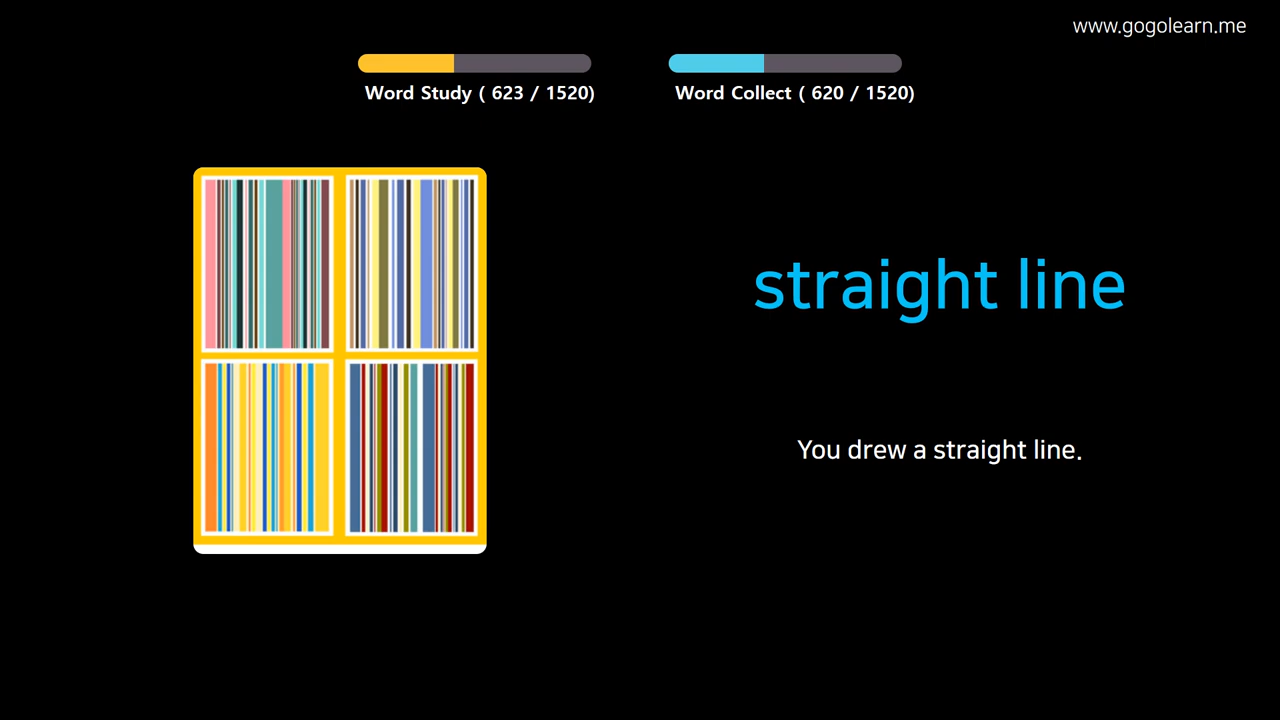 www.gogolearn.me
Word Study ( 623 / 1520)
Word Collect ( 620 / 1520)
straight line
You drew a straight line.